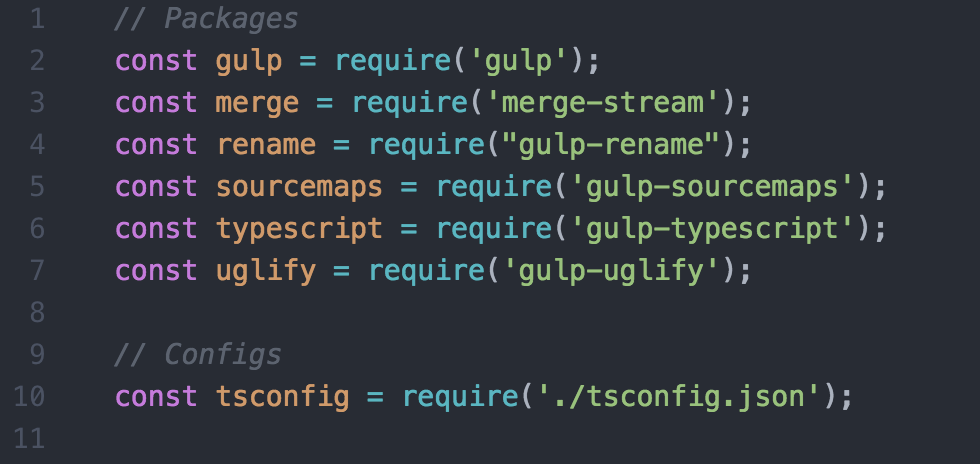 1 // Packages
2 const gulp = require('gulp');
3 const merge = require('merge-stream');
4 const rename = require("gulp-rename");
5 const sourcemaps = require('gulp-sourcemaps');
6 const typescript = require('gulp-typescript');
7 const uglify = require('gulp-uglify');
8
9 // Configs
10 const tsconfig = require('./tsconfig.json');
11